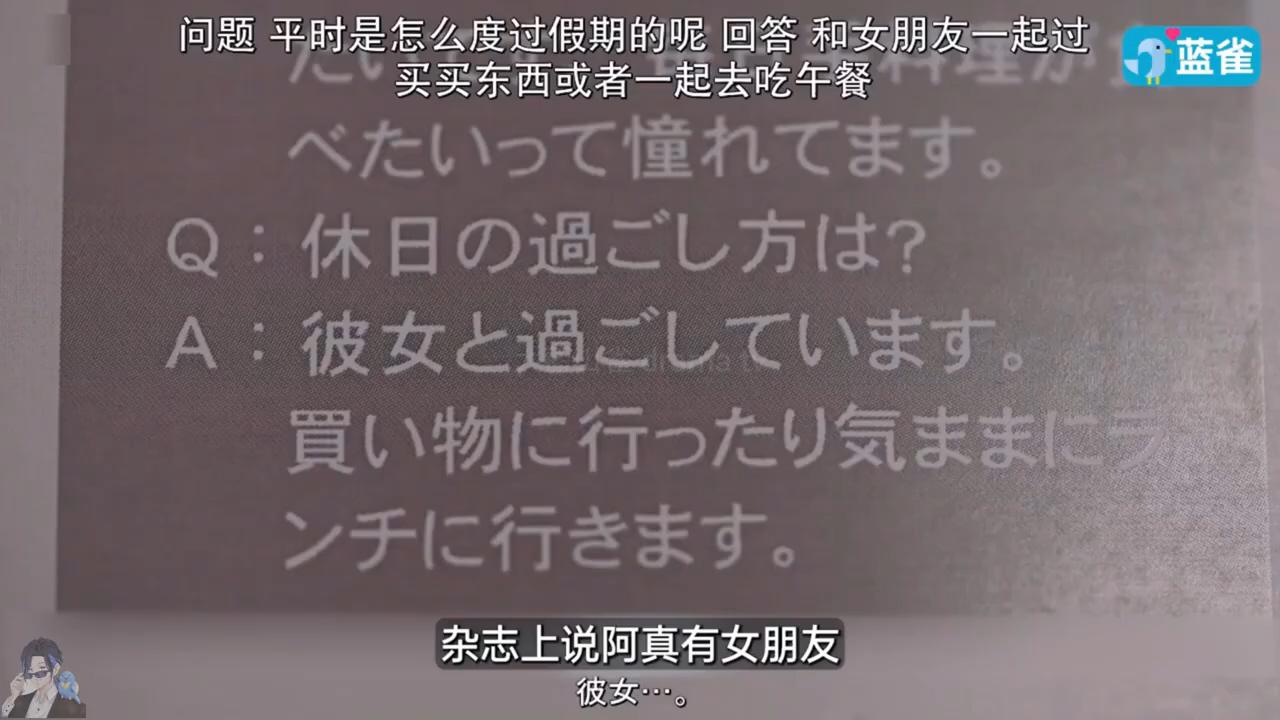 问题 平时是怎么度过假期的呢 回答 和女朋友一起过
买买东西或者一起去吃午餐
蓝雀
べたいって憧れてます。
Q：休日の過ごし方は?
A：彼女と過ごしています。
買い物に行ったり気ままにラ
ンチに行きます。
杂志上说阿真有女朋友
彼女…。